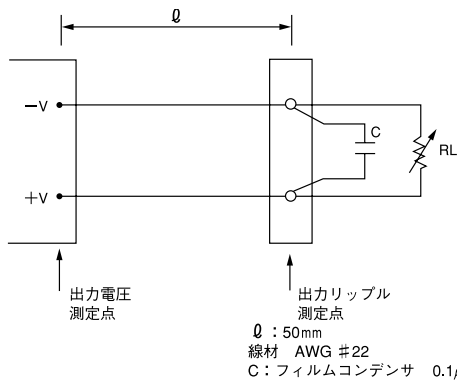 ℓ
−V
C
RL
+V
出力電圧
測定点
出力リップル
測定点
ℓ：50mm
線材　AWG ♯22
C：フィルムコンデンサ　0.1